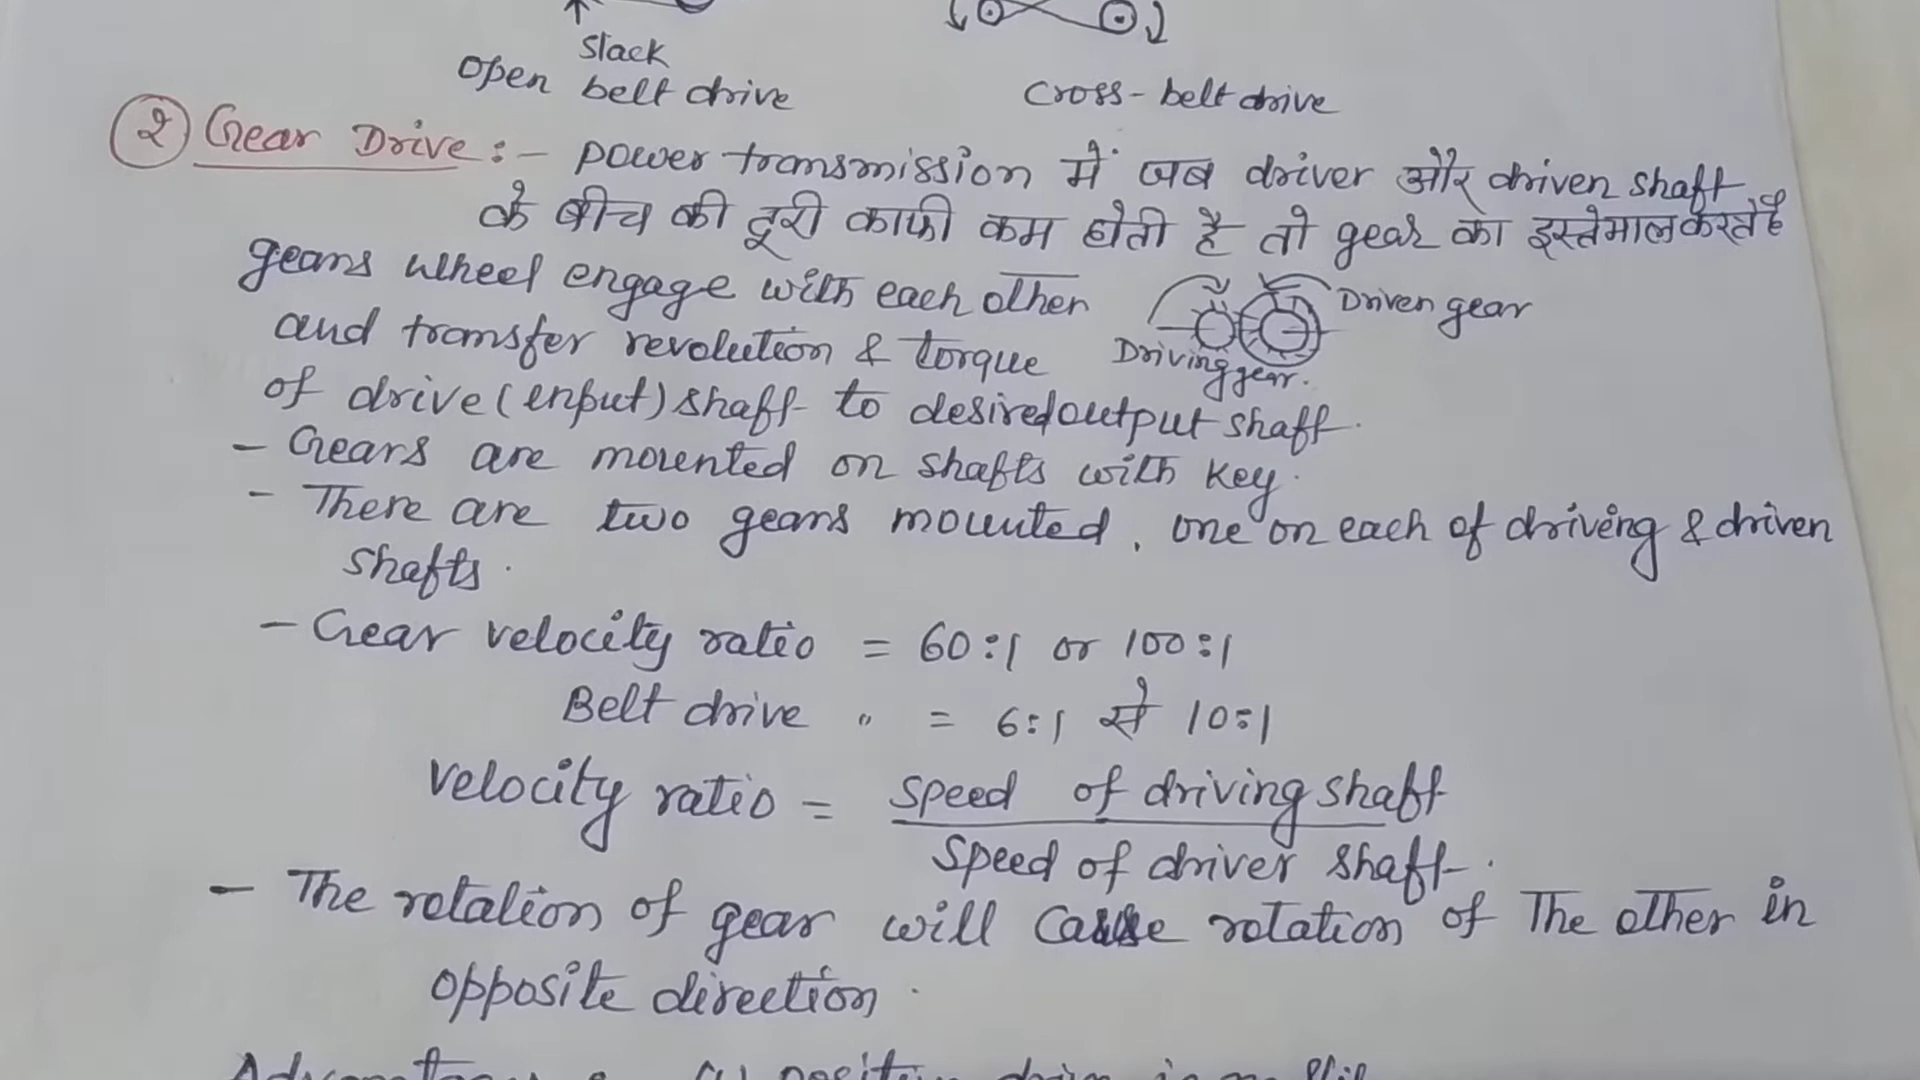 Slack
Open belt drive
Cross-belt drive
② Gear Drive :- power transmission में जब driver और driven shaft
के बीच की दूरी काफी कम होती है तो gear का इस्तेमाल करते है
gears wheel engage with each other
Driven gear
and transfer revolution & torque
Driving gear.
of drive (enput) shaft to desired output shaft.
- Gears are mounted on shafts with key.
- There are two gears mounted, one on each of driving & driven
shafts.
- Gear velocity ratio = 60:1 or 100:1
Belt drive " = 6:1 से 10:1
Velocity ratio = speed of driving shaft
Speed of driver shaft.
- The rotation of gear will cause rotation of the other in
opposite direction.